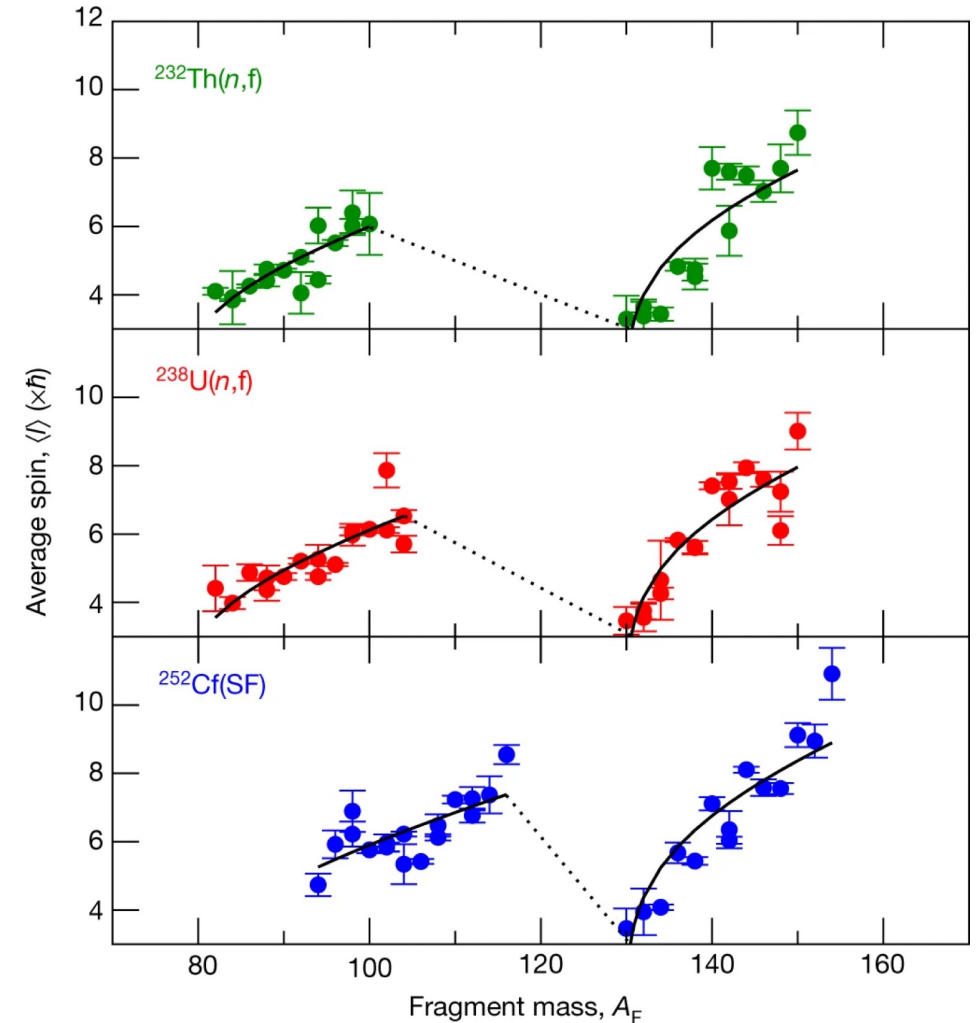 12
10
8
6
4
²³²Th(n,f)
10
8
6
4
²³⁸U(n,f)
10
8
6
4
²⁵²Cf(SF)
Average spin, ⟨I⟩ (×ħ)
80 100 120 140 160
Fragment mass, A_F